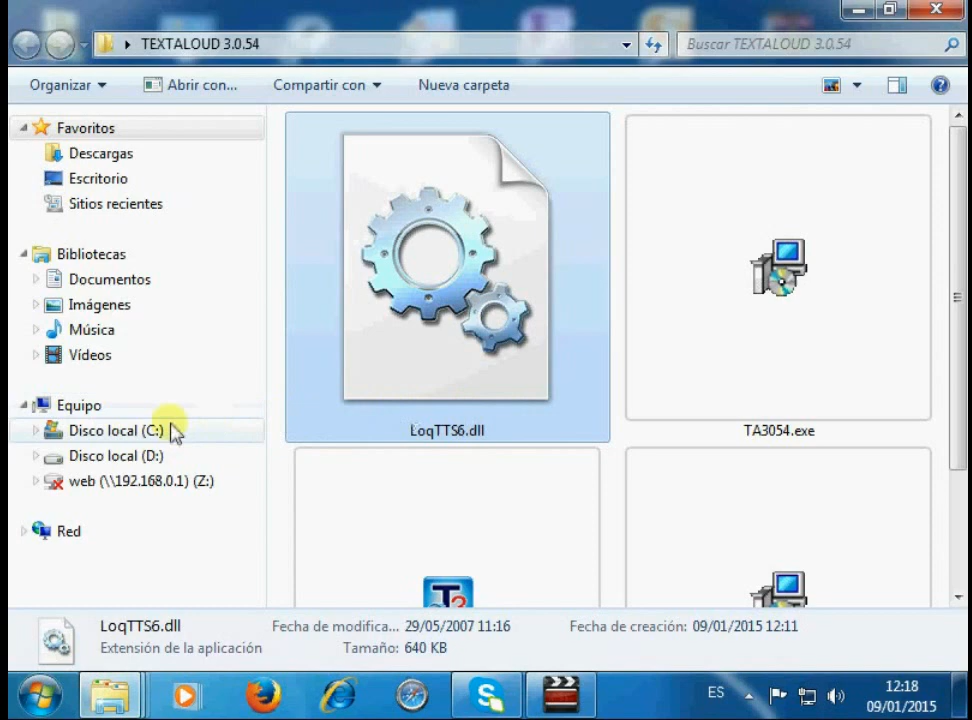 TEXTALOUD 3.0.54
Buscar TEXTALOUD 3.0.54
Organizar
Abrir con...
Compartir con
Nueva carpeta
Favoritos
Descargas
Escritorio
Sitios recientes
Bibliotecas
Documentos
Imágenes
Música
Vídeos
Equipo
Disco local (C:)
Disco local (D:)
web (\\192.168.0.1) (Z:)
Red
LoqTTS6.dll
TA3054.exe
LoqTTS6.dll
Fecha de modifica... 29/05/2007 11:16
Fecha de creación: 09/01/2015 12:11
Extensión de la aplicación
Tamaño: 640 KB
ES
12:18
09/01/2015